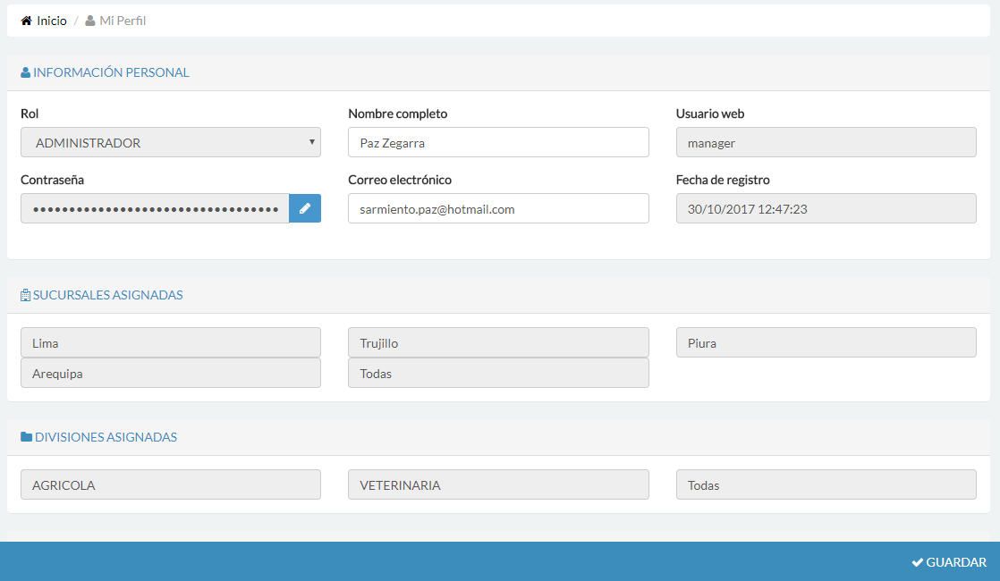 Inicio / Mi Perfil
INFORMACIÓN PERSONAL
Rol Nombre completo Usuario web
ADMINISTRADOR Paz Zegarra manager
Contraseña Correo electrónico Fecha de registro
•••••••••••••••••••••••••••••••• sarmiento.paz@hotmail.com 30/10/2017 12:47:23
SUCURSALES ASIGNADAS
Lima Trujillo Piura
Arequipa Todas
DIVISIONES ASIGNADAS
AGRICOLA VETERINARIA Todas
GUARDAR